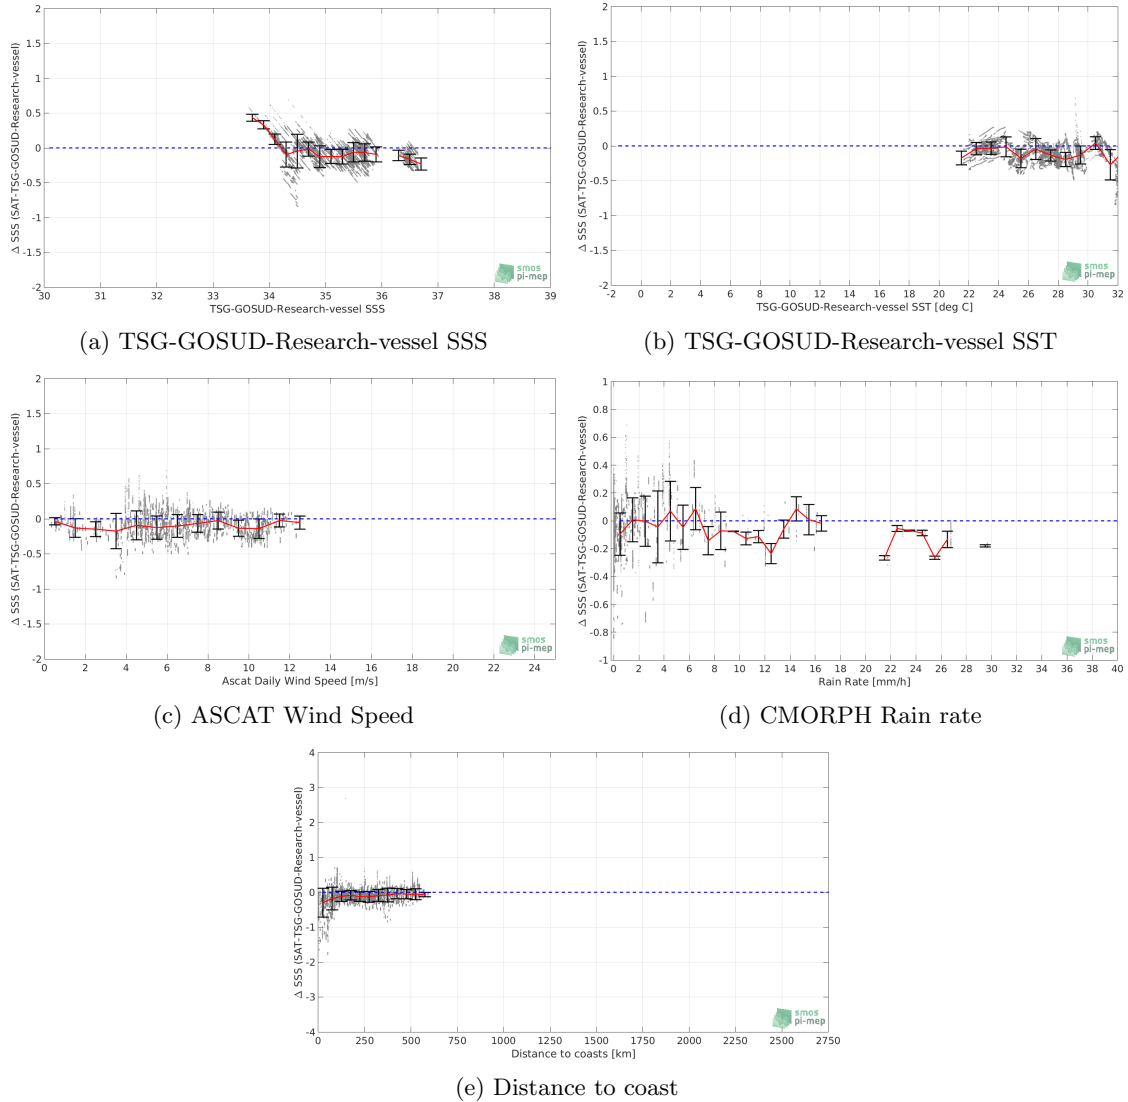 2
1.5
1
0.5
0
-0.5
-1
-1.5
-2
Δ SSS (SAT-TSG-GOSUD-Research-vessel)
30 31 32 33 34 35 36 37 38 39
TSG-GOSUD-Research-vessel SSS
smos
pi-mep
(a) TSG-GOSUD-Research-vessel SSS
2
1.5
1
0.5
0
-0.5
-1
-1.5
-2
Δ SSS (SAT-TSG-GOSUD-Research-vessel)
-2 0 2 4 6 8 10 12 14 16 18 20 22 24 26 28 30 32
TSG-GOSUD-Research-vessel SST [deg C]
smos
pi-mep
(b) TSG-GOSUD-Research-vessel SST
2
1.5
1
0.5
0
-0.5
-1
-1.5
-2
Δ SSS (SAT-TSG-GOSUD-Research-vessel)
0 2 4 6 8 10 12 14 16 18 20 22 24
Ascat Daily Wind Speed [m/s]
smos
pi-mep
(c) ASCAT Wind Speed
1
0.8
0.6
0.4
0.2
0
-0.2
-0.4
-0.6
-0.8
-1
Δ SSS (SAT-TSG-GOSUD-Research-vessel)
0 2 4 6 8 10 12 14 16 18 20 22 24 26 28 30 32 34 36 38 40
Rain Rate [mm/h]
smos
pi-mep
(d) CMORPH Rain rate
4
3
2
1
0
-1
-2
-3
-4
Δ SSS (SAT-TSG-GOSUD-Research-vessel)
0 250 500 750 1000 1250 1500 1750 2000 2250 2500 2750
Distance to coasts [km]
smos
pi-mep
(e) Distance to coast